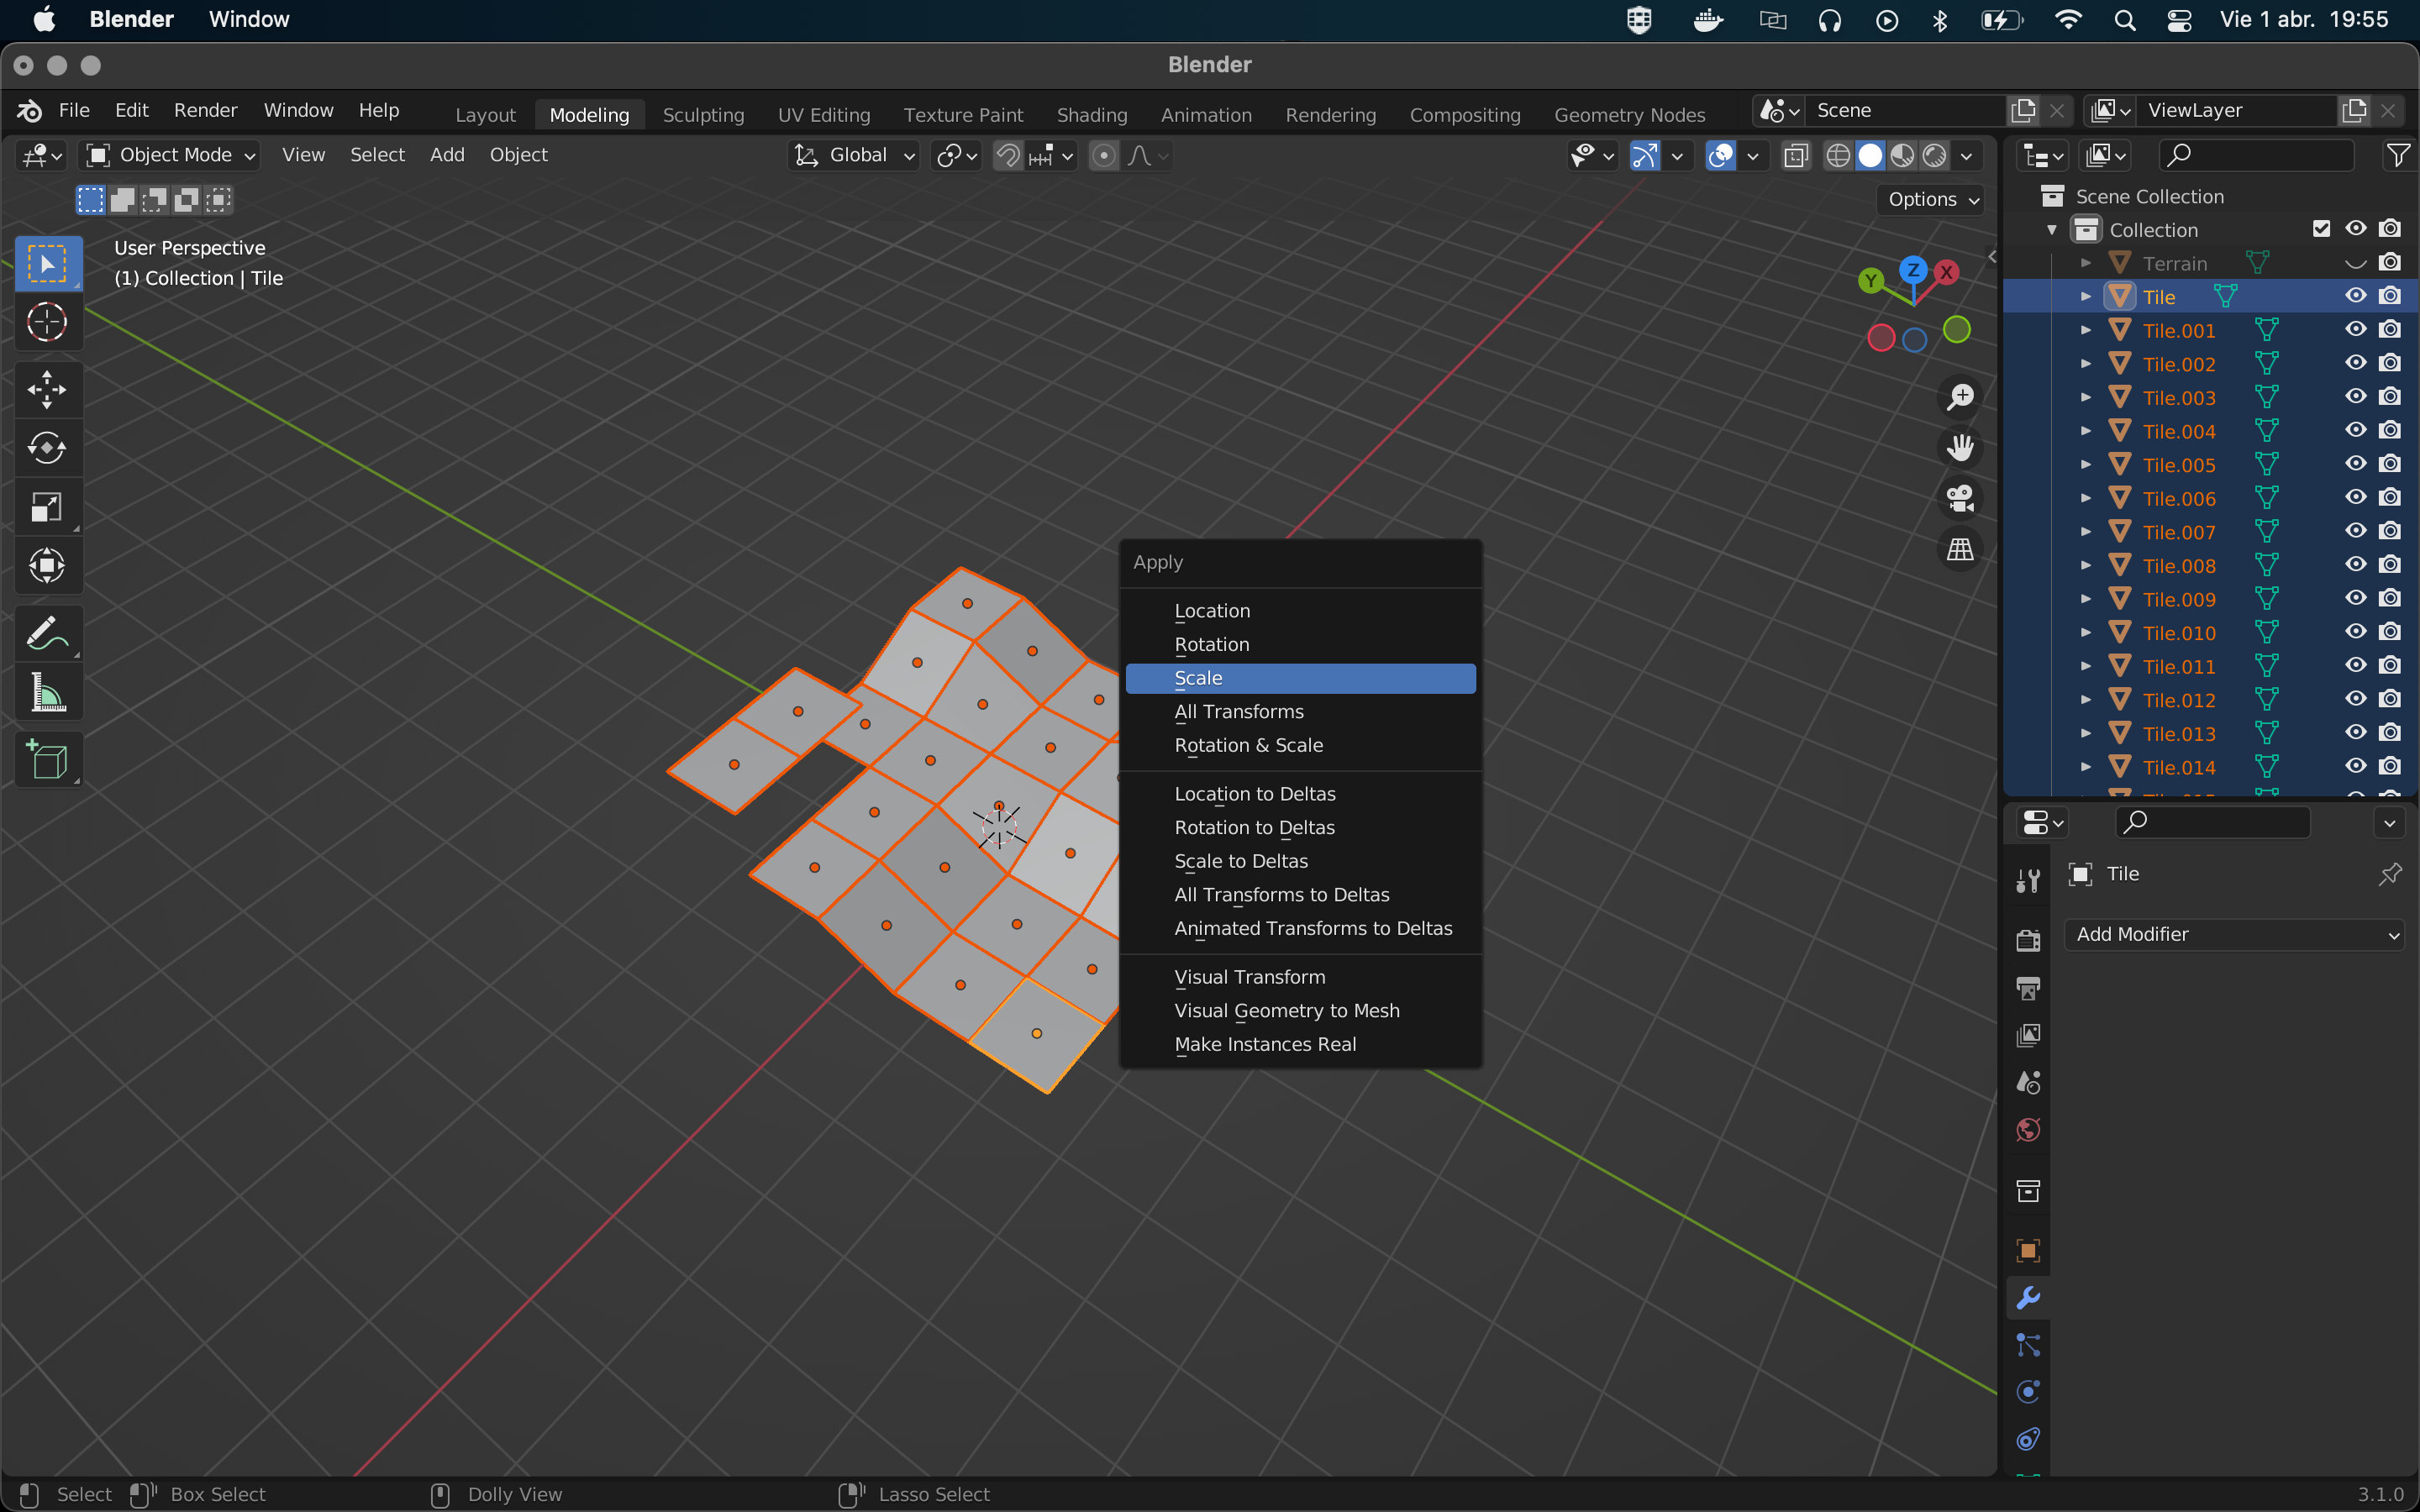 Blender Window Vie 1 abr. 19:55
Blender
File Edit Render Window Help Layout Modeling Sculpting UV Editing Texture Paint Shading Animation Rendering Compositing Geometry Nodes Scene ViewLayer
Object Mode View Select Add Object Global
Options
User Perspective
(1) Collection | Tile
Z
X
Y
Scene Collection
Collection
Terrain
Tile
Tile.001
Tile.002
Tile.003
Tile.004
Tile.005
Tile.006
Tile.007
Tile.008
Tile.009
Tile.010
Tile.011
Tile.012
Tile.013
Tile.014
Apply
Location
Rotation
Scale
All Transforms
Rotation & Scale
Location to Deltas
Rotation to Deltas
Scale to Deltas
All Transforms to Deltas
Animated Transforms to Deltas
Visual Transform
Visual Geometry to Mesh
Make Instances Real
Tile
Add Modifier
Select Box Select Dolly View Lasso Select 3.1.0